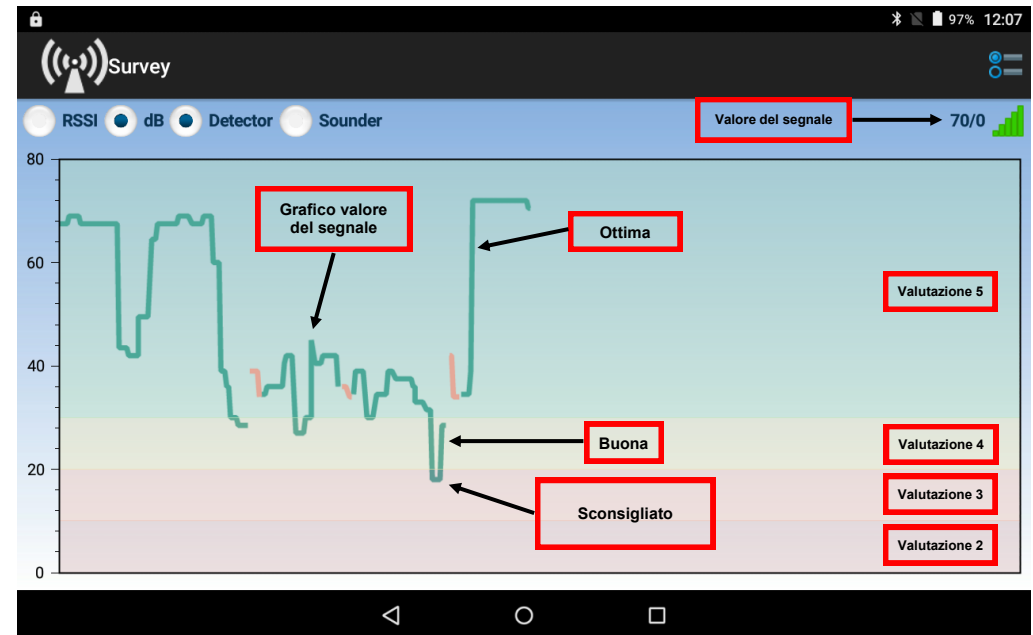 97% 12:07
Survey
RSSI dB Detector Sounder
Valore del segnale
70/0
80
Grafico valore
del segnale
Ottima
60
Valutazione 5
40
Buona
Valutazione 4
20
Valutazione 3
Sconsigliato
Valutazione 2
0